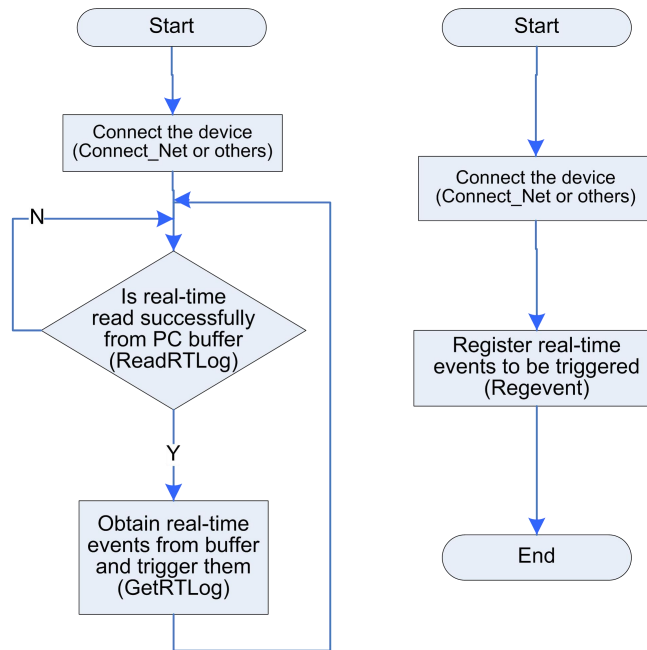 Start
Connect the device
(Connect_Net or others)
N
Is real-time
read successfully
from PC buffer
(ReadRTLog)
Y
Obtain real-time
events from buffer
and trigger them
(GetRTLog)
Start
Connect the device
(Connect_Net or others)
Register real-time
events to be triggered
(Regevent)
End